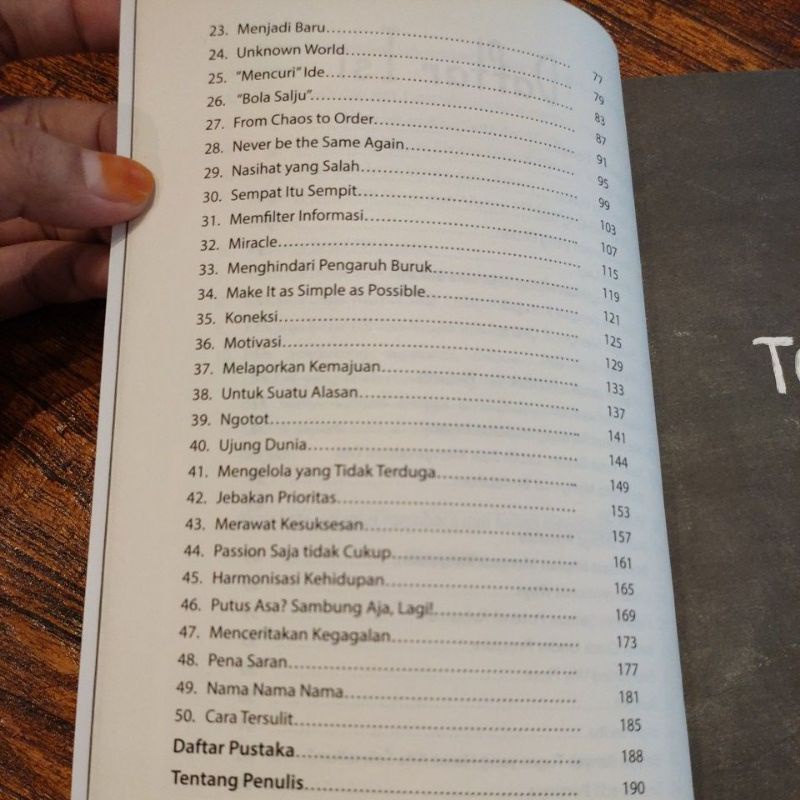 23. Menjadi Baru 77
24. Unknown World 79
25. "Mencuri" Ide 83
26. "Bola Salju" 87
27. From Chaos to Order 91
28. Never be the Same Again 95
29. Nasihat yang Salah 99
30. Sempat Itu Sempit 103
31. Memfilter Informasi 107
32. Miracle 115
33. Menghindari Pengaruh Buruk 119
34. Make It as Simple as Possible 121
35. Koneksi 125
36. Motivasi 129
37. Melaporkan Kemajuan 133
38. Untuk Suatu Alasan 137
39. Ngotot 141
40. Ujung Dunia 144
41. Mengelola yang Tidak Terduga 149
42. Jebakan Prioritas 153
43. Merawat Kesuksesan 157
44. Passion Saja tidak Cukup 161
45. Harmonisasi Kehidupan 165
46. Putus Asa? Sambung Aja, Lagi! 169
47. Menceritakan Kegagalan 173
48. Pena Saran 177
49. Nama Nama Nama 181
50. Cara Tersulit 185
Daftar Pustaka 188
Tentang Penulis 190